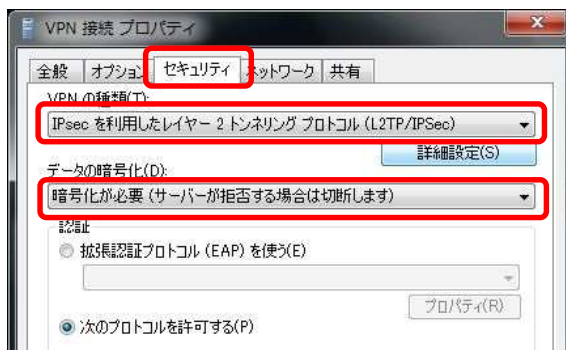 VPN 接続 プロパティ
全般 オプション セキュリティ ネットワーク 共有
VPN の種類(T):
IPsec を利用したレイヤー 2 トンネリング プロトコル (L2TP/IPSec)
詳細設定(S)
データの暗号化(D):
暗号化が必要 (サーバーが拒否する場合は切断します)
認証
拡張認証プロトコル (EAP) を使う(E)
プロパティ(R)
次のプロトコルを許可する(P)